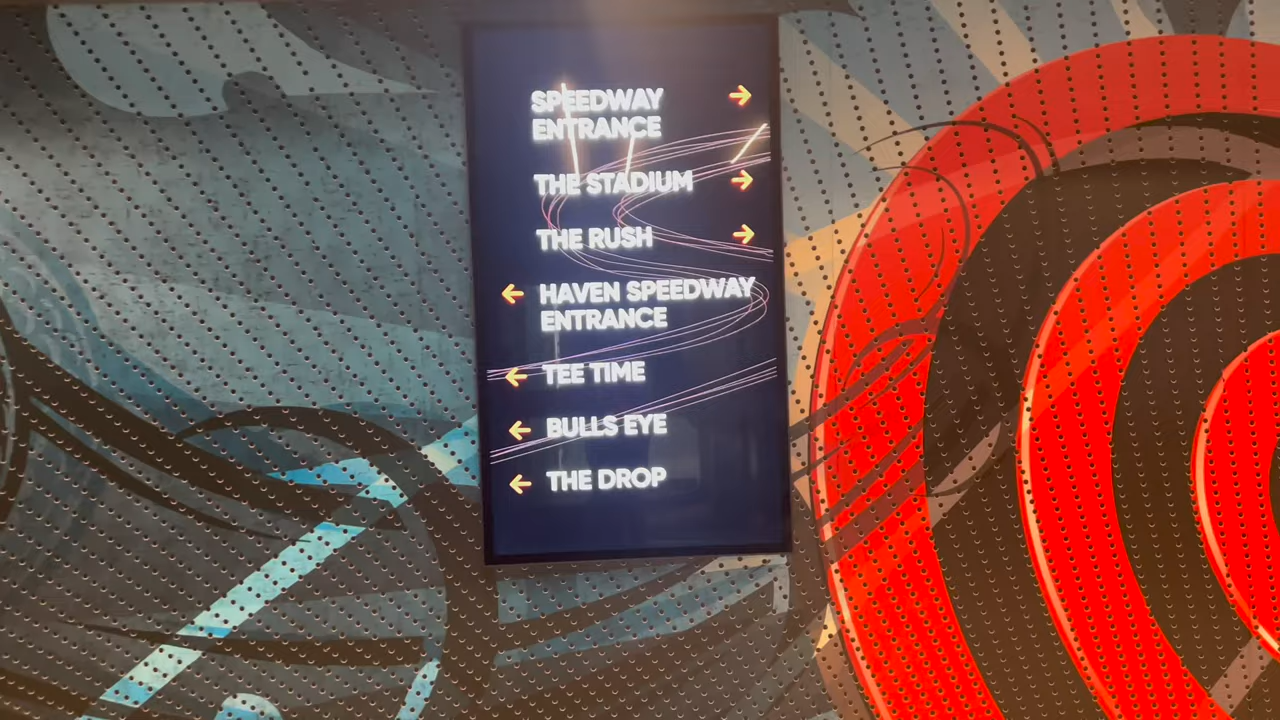 SPEEDWAY →
ENTRANCE
THE STADIUM →
THE RUSH →
← HAVEN SPEEDWAY
ENTRANCE
← TEE TIME
← BULLS EYE
← THE DROP